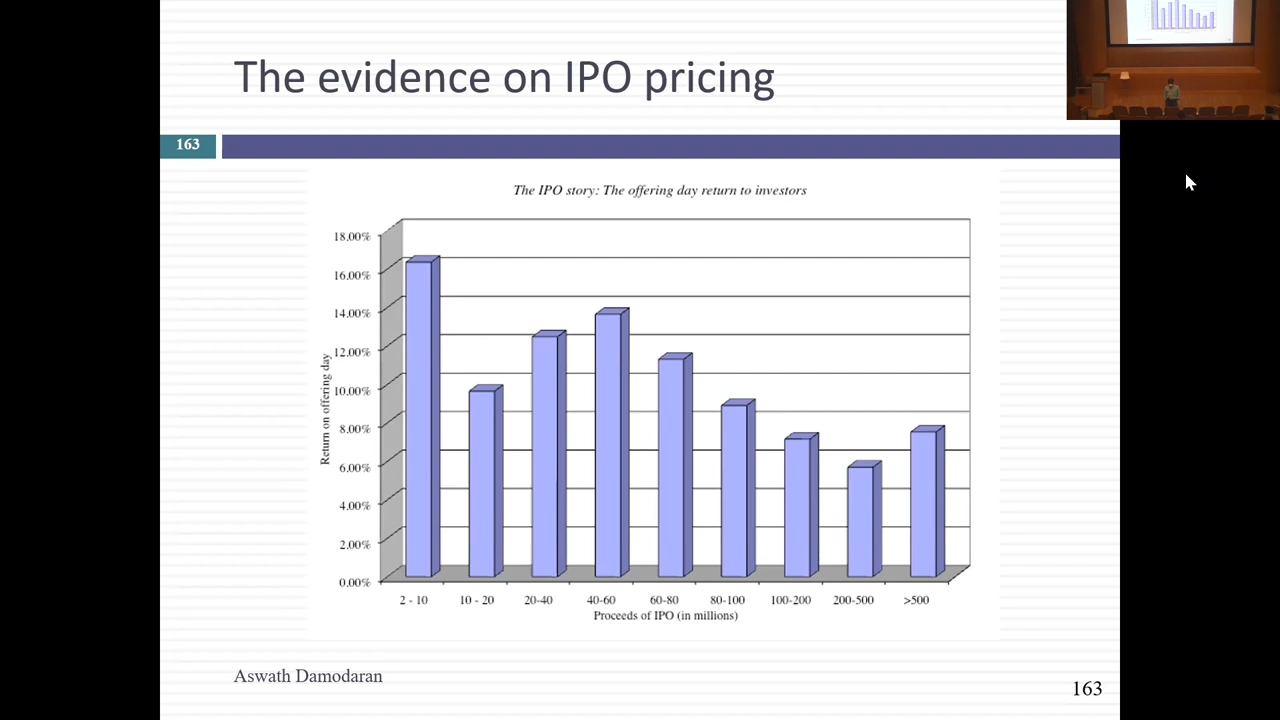 The evidence on IPO pricing
163
The IPO story: The offering day return to investors
18.00%
16.00%
14.00%
12.00%
10.00%
8.00%
6.00%
4.00%
2.00%
0.00%
Return on offering day
2 - 10 10 - 20 20-40 40-60 60-80 80-100 100-200 200-500 >500
Proceeds of IPO (in millions)
Aswath Damodaran
163